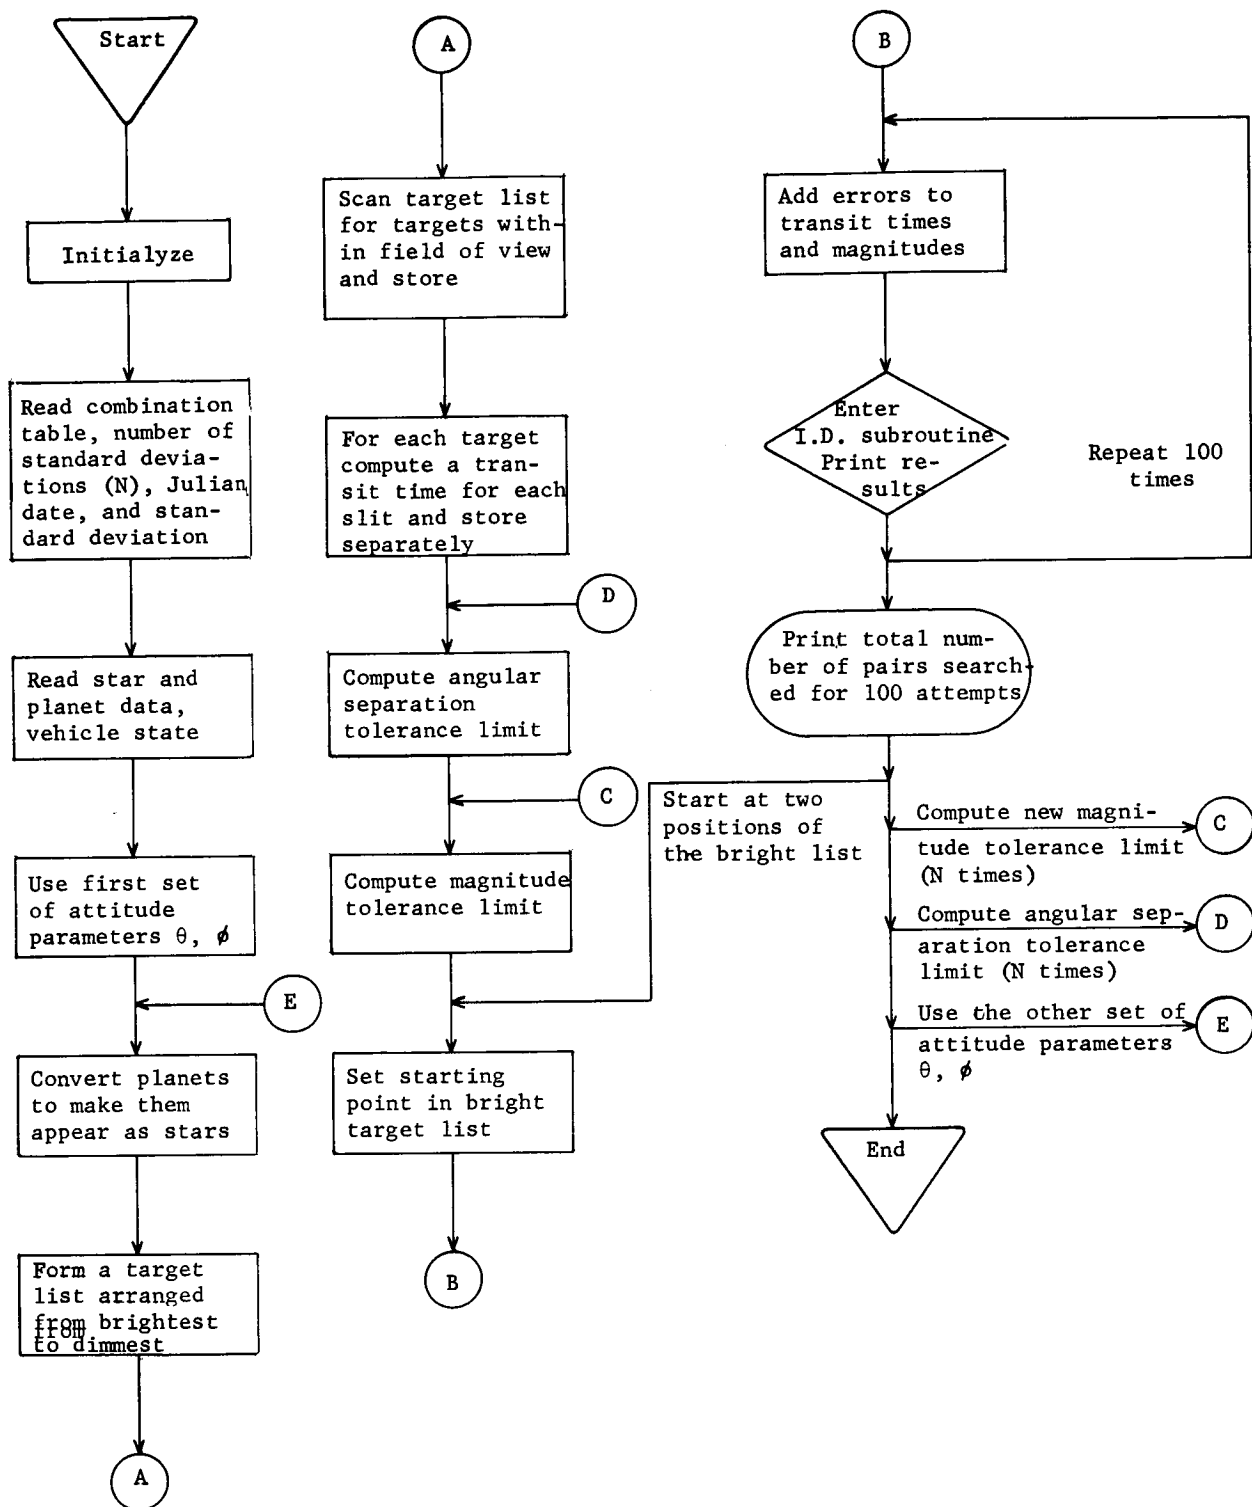 Start
Initialyze
Read combination
table, number of
standard devia-
tions (N), Julian
date, and stan-
dard deviation
Read star and
planet data,
vehicle state
Use first set
of attitude
parameters θ, ϕ
E
Convert planets
to make them
appear as stars
Form a target
list arranged
from brightest
from
to dimmest
A
A
Scan target list
for targets with-
in field of view
and store
For each target
compute a tran-
sit time for each
slit and store
separately
D
Compute angular
separation
tolerance limit
C
Compute magnitude
tolerance limit
Set starting
point in bright
target list
B
B
Add errors to
transit times
and magnitudes
Enter
I.D. subroutine
Print re-
sults
Repeat 100
times
Print total num-
ber of pairs search-
ed for 100 attempts
Start at two
positions of
the bright list
Compute new magni-
tude tolerance limit
(N times)
C
Compute angular sep-
aration tolerance
limit (N times)
D
Use the other set of
attitude parameters
θ, ϕ
E
End